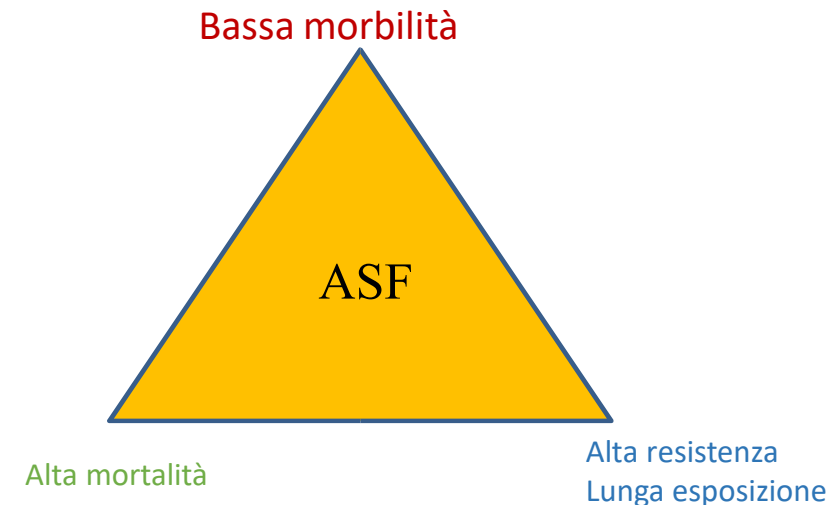 Bassa morbilità
ASF
Alta mortalità
Alta resistenza
Lunga esposizione